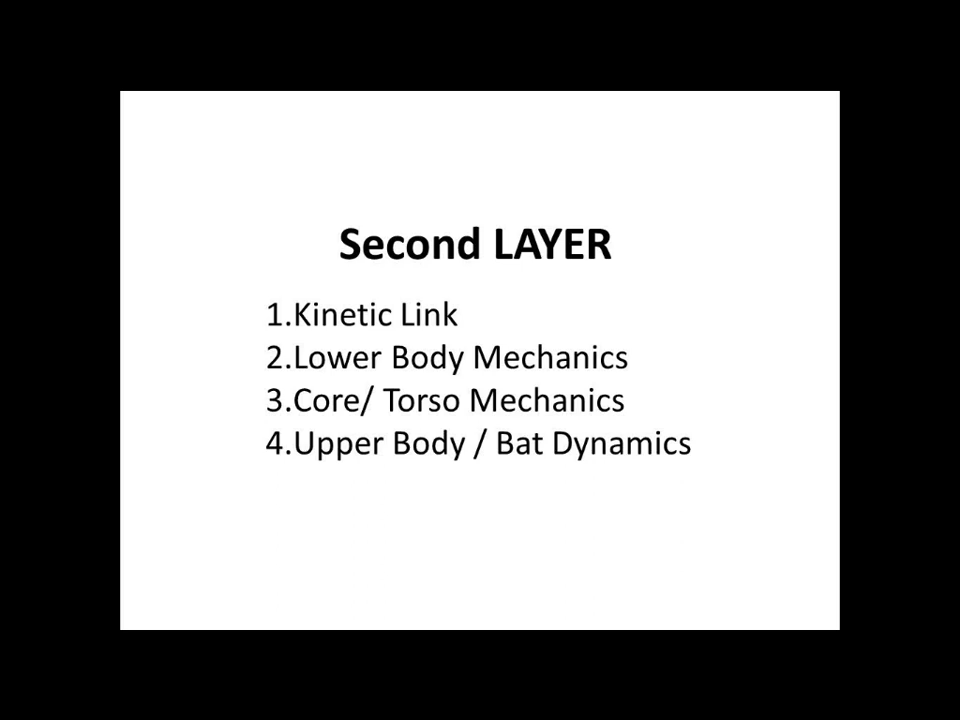 Second LAYER
1.Kinetic Link
2.Lower Body Mechanics
3.Core/ Torso Mechanics
4.Upper Body / Bat Dynamics